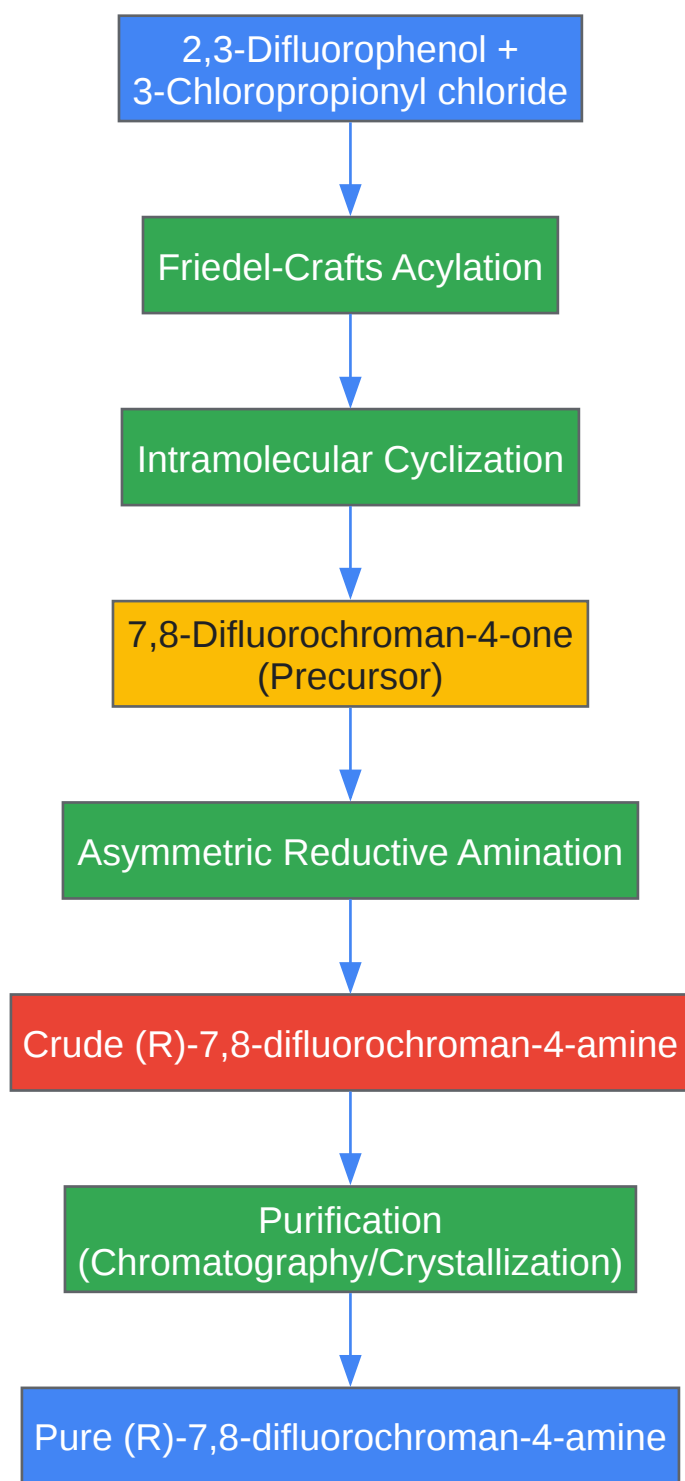 2,3-Difluorophenol +
3-Chloropropionyl chloride
Friedel-Crafts Acylation
Intramolecular Cyclization
7,8-Difluorochroman-4-one
(Precursor)
Asymmetric Reductive Amination
Crude (R)-7,8-difluorochroman-4-amine
Purification
(Chromatography/Crystallization)
Pure (R)-7,8-difluorochroman-4-amine